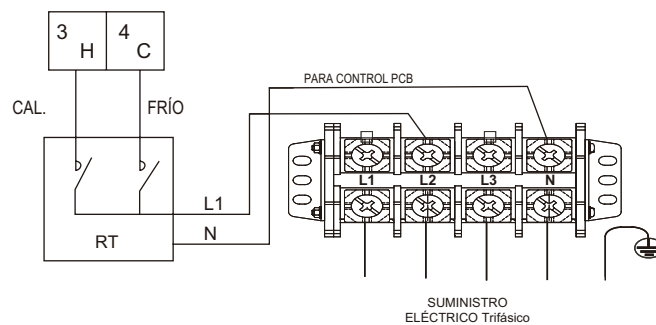 3 H 4 C
PARA CONTROL PCB
CAL. FRÍO
L1 L2 L3 N
L1
RT N
SUMINISTRO
ELÉCTRICO Trifásico